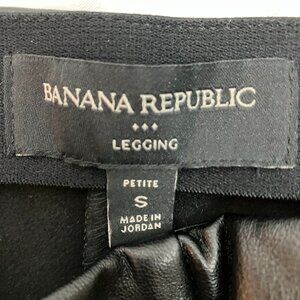 BANANA REPUBLIC
LEGGING
PETITE
S
MADE IN
JORDAN